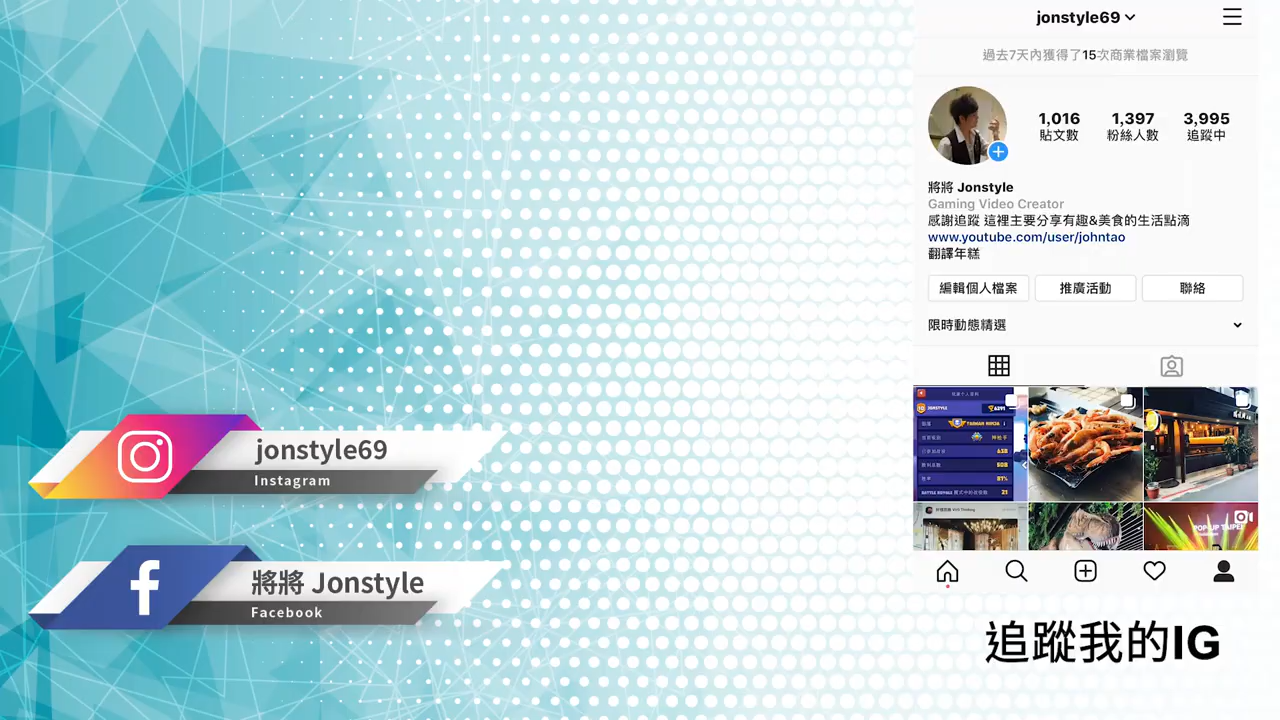 jonstyle69
Instagram
將將 Jonstyle
Facebook
jonstyle69
過去7天內獲得了15次商業檔案瀏覽
1,016 1,397 3,995
貼文數 粉絲人數 追蹤中
將將 Jonstyle
Gaming Video Creator
感謝追蹤 這裡主要分享有趣&美食的生活點滴
www.youtube.com/user/johntao
翻譯年糕
編輯個人檔案 推廣活動 聯絡
限時動態精選
JONSTYLE 6291
TAIWAN NINJA
POP UP TAIPEI
追蹤我的IG